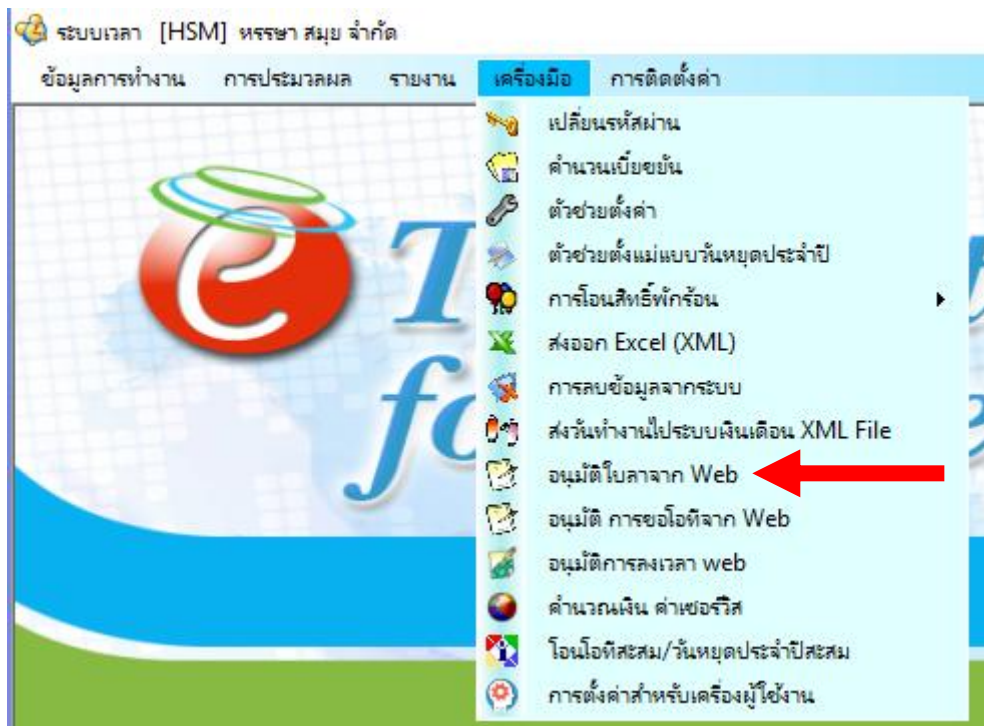 ระบบเวลา [HSM] หรรษา สมุย จำกัด
ข้อมูลการทำงาน การประมวลผล รายงาน เครื่องมือ การติดตั้งค่า
เปลี่ยนรหัสผ่าน
คำนวนเบี้ยขยัน
ตัวช่วยตั้งค่า
ตัวช่วยตั้งแม่แบบวันหยุดประจำปี
การโอนสิทธิ์พักร้อน
ส่งออก Excel (XML)
การลบข้อมูลจากระบบ
ส่งวันทำงานไประบบเงินเดือน XML File
อนุมัติใบลาจาก Web
อนุมัติ การขอโอทีจาก Web
อนุมัติการลงเวลา web
คำนวณเงิน ค่าเซอร์วิส
โอนโอทีสะสม/วันหยุดประจำปีสะสม
การตั้งค่าสำหรับเครื่องผู้ใช้งาน
e